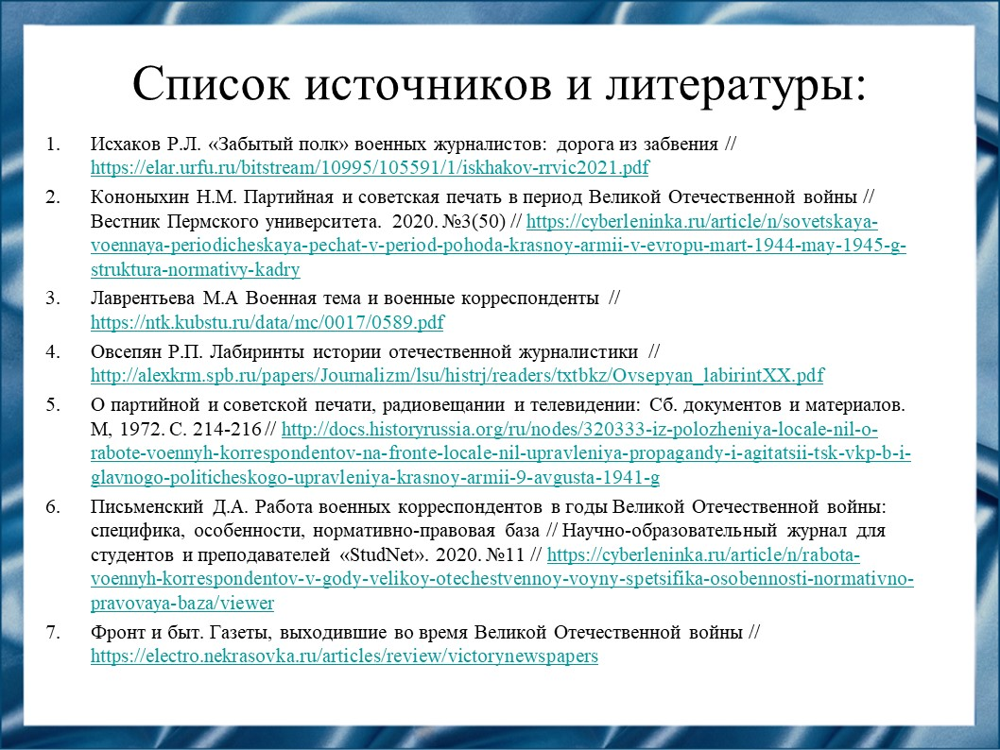 Список источников и литературы:
1. Исхаков Р.Л. «Забытый полк» военных журналистов: дорога из забвения //
https://elar.urfu.ru/bitstream/10995/105591/1/iskhakov-rrvic2021.pdf
2. Кононыхин Н.М. Партийная и советская печать в период Великой Отечественной войны //
Вестник Пермского университета. 2020. №3(50) // https://cyberleninka.ru/article/n/sovetskaya-
voennaya-periodicheskaya-pechat-v-period-pohoda-krasnoy-armii-v-evropu-mart-1944-may-1945-g-
struktura-normativy-kadry
3. Лаврентьева М.А Военная тема и военные корреспонденты //
https://ntk.kubstu.ru/data/mc/0017/0589.pdf
4. Овсепян Р.П. Лабиринты истории отечественной журналистики //
http://alexkrm.spb.ru/papers/Journalizm/lsu/histrj/readers/txtbkz/Ovsepyan_labirintXX.pdf
5. О партийной и советской печати, радиовещании и телевидении: Сб. документов и материалов.
М, 1972. С. 214-216 // http://docs.historyrussia.org/ru/nodes/320333-iz-polozheniya-locale-nil-o-
rabote-voennyh-korrespondentov-na-fronte-locale-nil-upravleniya-propagandy-i-agitatsii-tsk-vkp-b-i-
glavnogo-politicheskogo-upravleniya-krasnoy-armii-9-avgusta-1941-g
6. Письменский Д.А. Работа военных корреспондентов в годы Великой Отечественной войны:
специфика, особенности, нормативно-правовая база // Научно-образовательный журнал для
студентов и преподавателей «StudNet». 2020. №11 // https://cyberleninka.ru/article/n/rabota-
voennyh-korrespondentov-v-gody-velikoy-otechestvennoy-voyny-spetsifika-osobennosti-normativno-
pravovaya-baza/viewer
7. Фронт и быт. Газеты, выходившие во время Великой Отечественной войны //
https://electro.nekrasovka.ru/articles/review/victorynewspapers